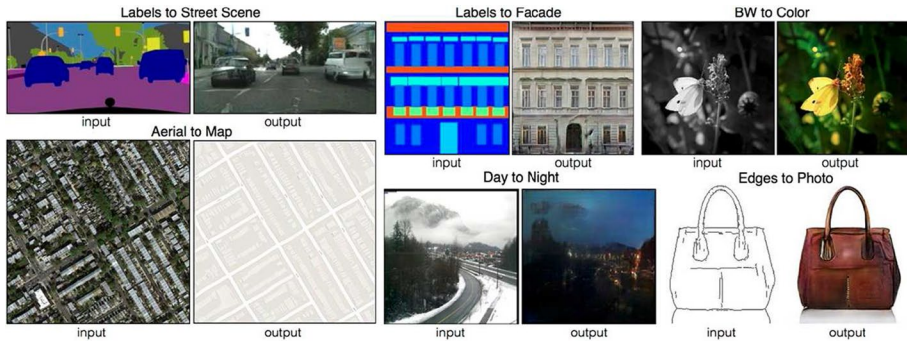 Labels to Street Scene
input
output
Aerial to Map
input
output
Labels to Facade
input
output
BW to Color
input
output
Day to Night
input
output
Edges to Photo
input
output